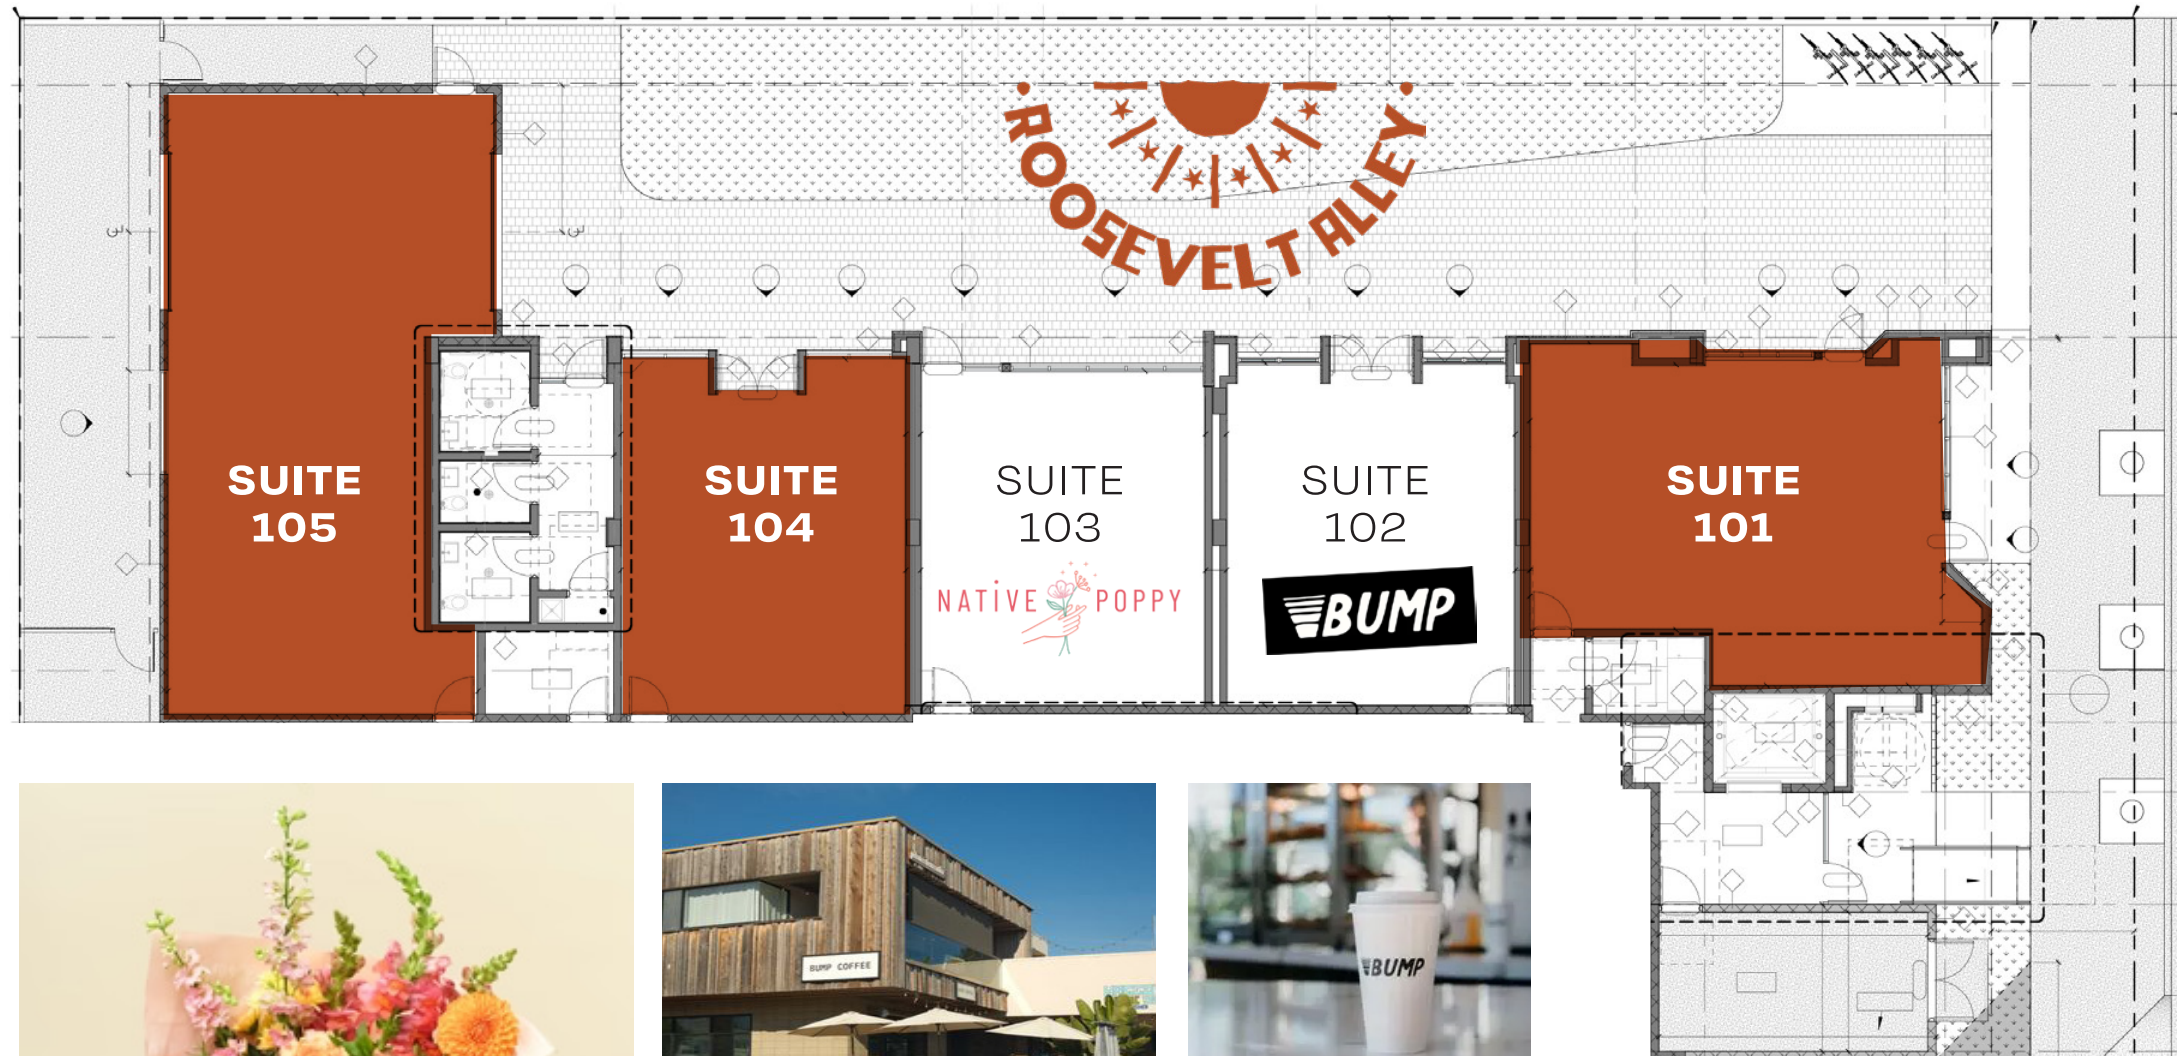 ·ROOSEVELT ALLEY·
SUITE
105
SUITE
104
SUITE
103
NATIVE POPPY
SUITE
102
BUMP
SUITE
101
BUMP COFFEE
BUMP